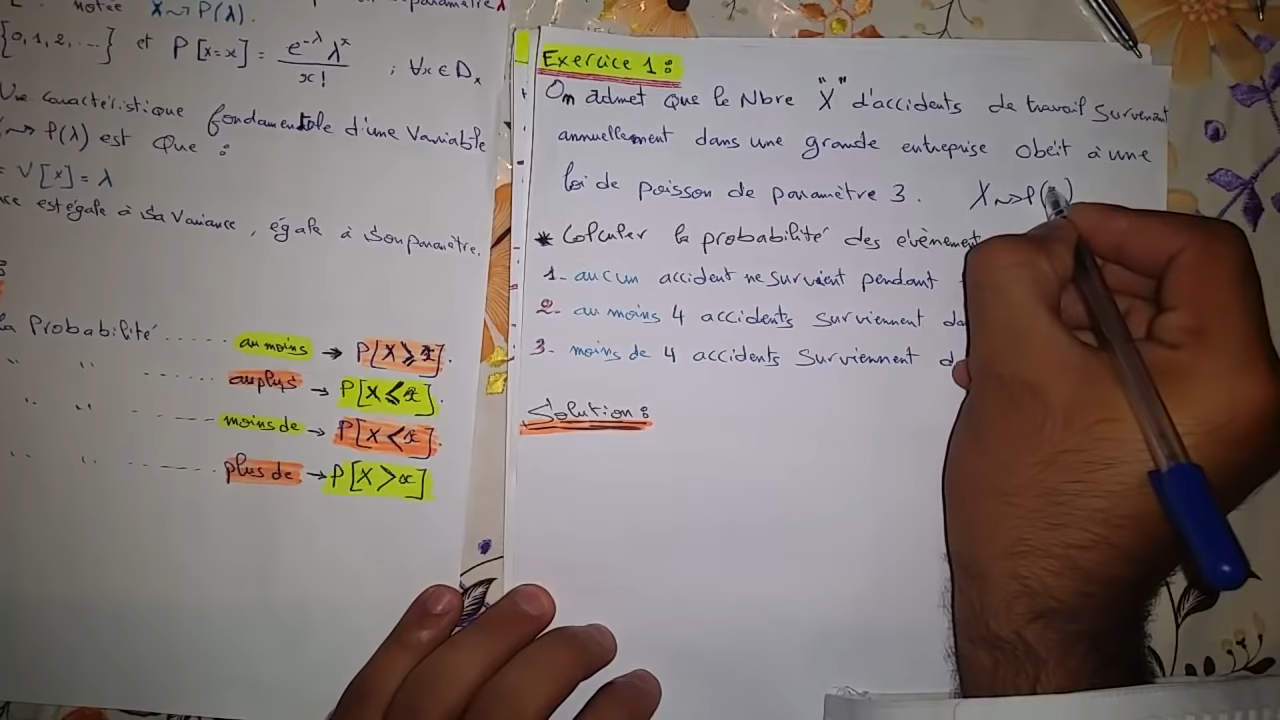 Notée X ⤳ P(λ). paramètre λ
{0,1,2,...} et P[X=x] = e^-λ λ^x / x! ; ∀x ∈ Dx
Une Caractéristique fondamentale d'une Variable
P(λ) est Que :
= V[x] = λ
est égale à Sa Variance, égale à Son paramètre.
la Probabilité ..... au moins → P[X ⩾ x].
" " ...... au plus → P[X ⩽ x].
" " ...... moins de → P[X < x].
" " ...... plus de → P[X > x]
Exercice 1 :
On admet Que le Nbre "X" d'accidents de travail Survenant
annuellement dans une grande entreprise obéit à une
loi de poisson de paramètre 3. X ⤳ P(
* Calculer la probabilité des évènement
1- aucun accident ne survient pendant
2- au moins 4 accidents surviennent
3- moins de 4 accidents Surviennent
Solution :